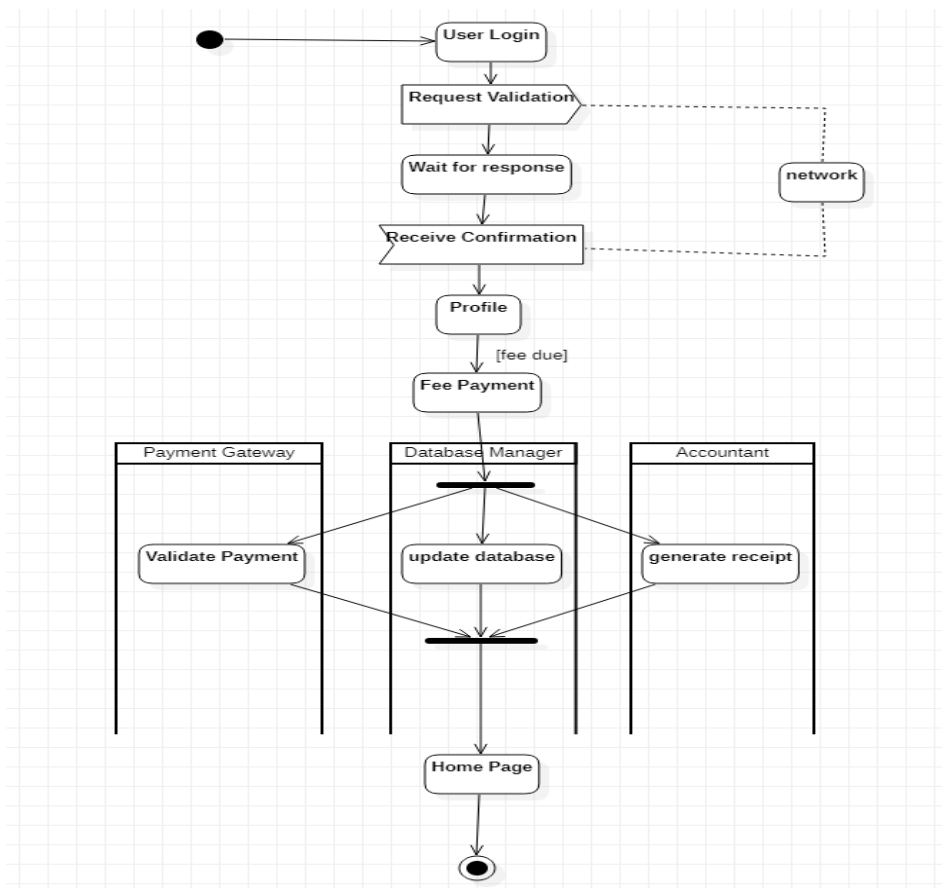 User Login
Request Validation
Wait for response
network
Receive Confirmation
Profile
[fee due]
Fee Payment
Payment Gateway
Database Manager
Accountant
Validate Payment
update database
generate receipt
Home Page